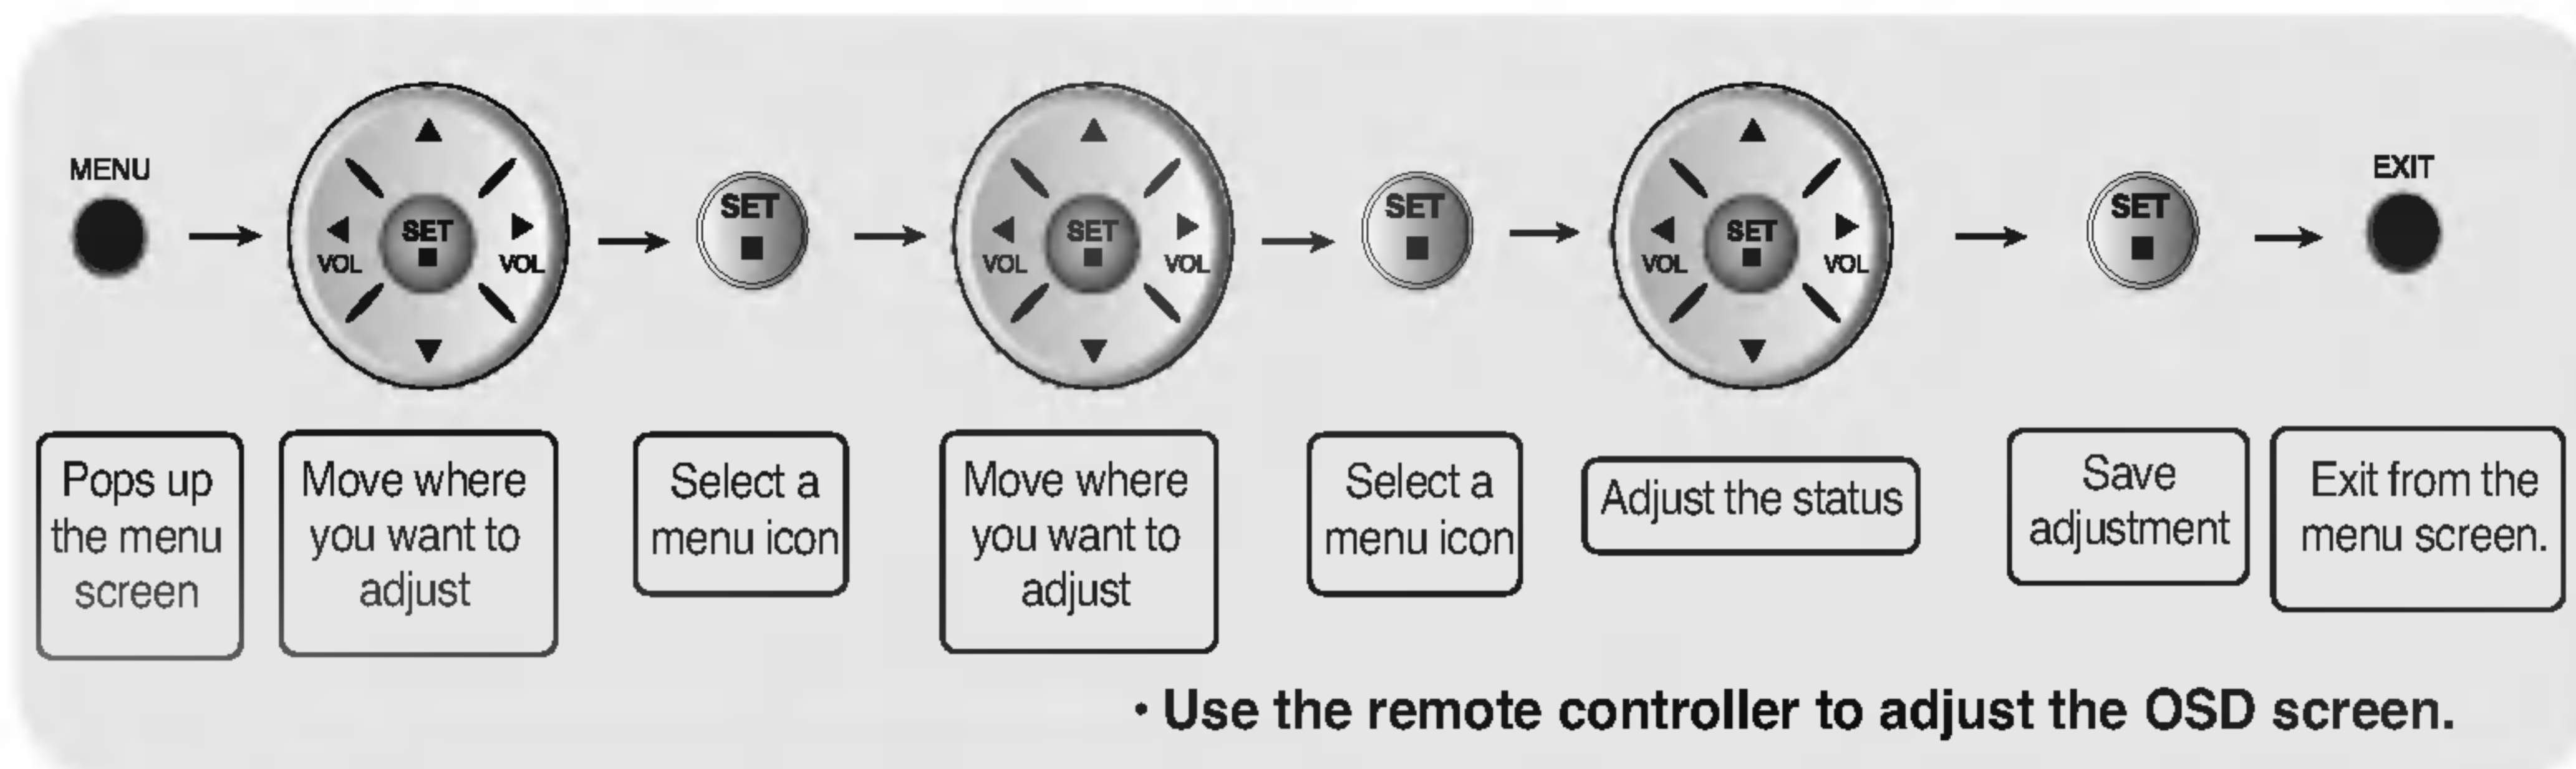 MENU
SET
VOL
VOL
SET
SET
VOL
VOL
SET
SET
VOL
VOL
SET
EXIT
Pops up
the menu
screen
Move where
you want to
adjust
Select a
menu icon
Move where
you want to
adjust
Select a
menu icon
Adjust the status
Save
adjustment
Exit from the
menu screen.
• Use the remote controller to adjust the OSD screen.